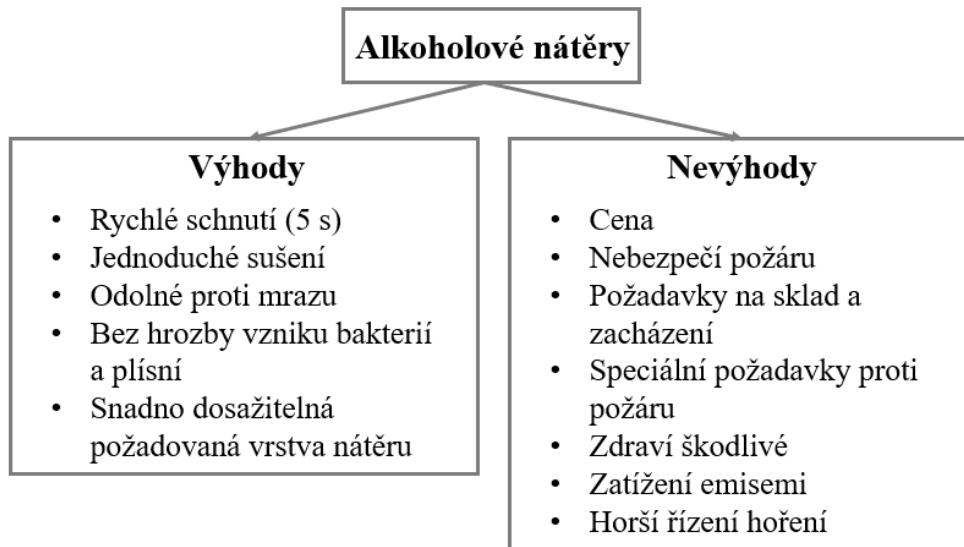 Alkoholové nátěry
Výhody
• Rychlé schnutí (5 s)
• Jednoduché sušení
• Odolné proti mrazu
• Bez hrozby vzniku bakterií
a plísní
• Snadno dosažitelná
požadovaná vrstva nátěru
Nevýhody
• Cena
• Nebezpečí požáru
• Požadavky na sklad a
zacházení
• Speciální požadavky proti
požáru
• Zdraví škodlivé
• Zatížení emisemi
• Horší řízení hoření